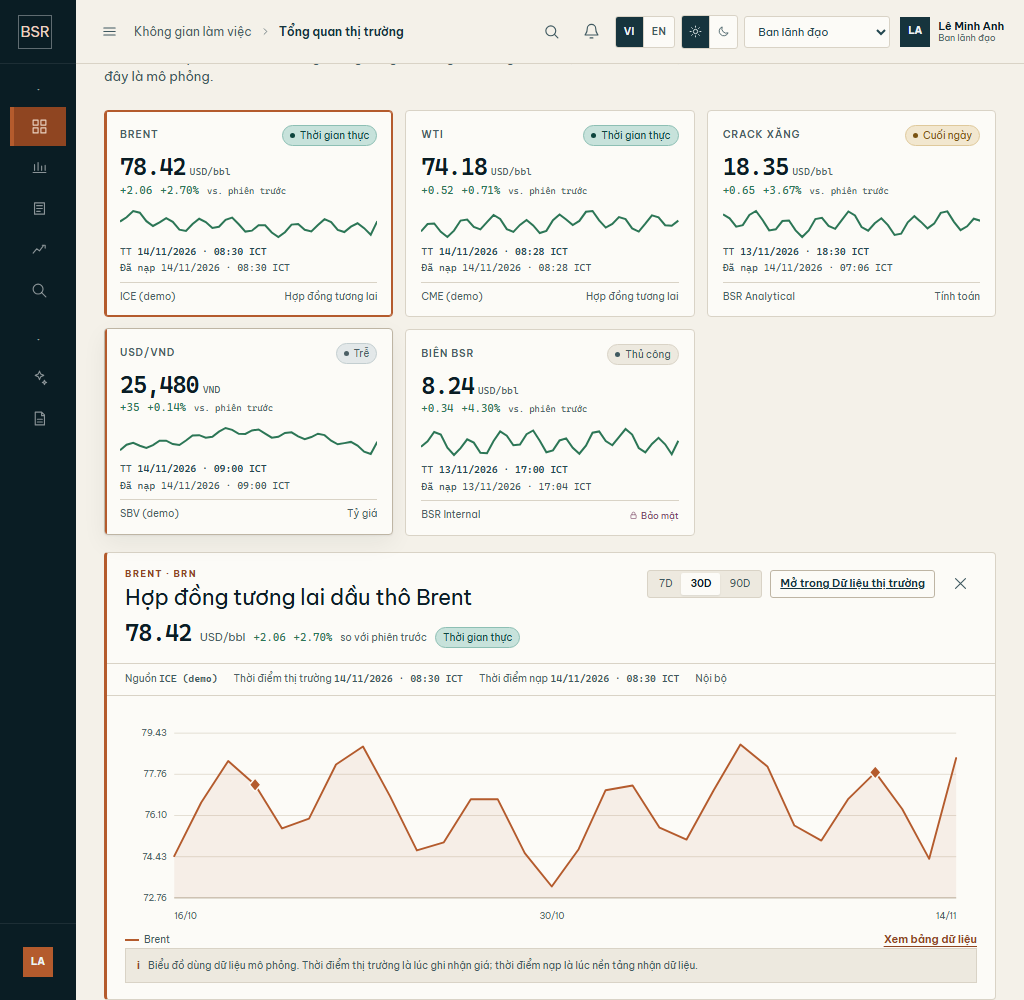 BSR
Không gian làm việc › Tổng quan thị trường
VI EN
Ban lãnh đạo
LA
Lê Minh Anh
Ban lãnh đạo
đây là mô phỏng.
BRENT
Thời gian thực
78.42 USD/bbl
+2.06 +2.70% vs. phiên trước
TT 14/11/2026 · 08:30 ICT
Đã nạp 14/11/2026 · 08:30 ICT
ICE (demo)
Hợp đồng tương lai
WTI
Thời gian thực
74.18 USD/bbl
+0.52 +0.71% vs. phiên trước
TT 14/11/2026 · 08:28 ICT
Đã nạp 14/11/2026 · 08:28 ICT
CME (demo)
Hợp đồng tương lai
CRACK XĂNG
Cuối ngày
18.35 USD/bbl
+0.65 +3.67% vs. phiên trước
TT 13/11/2026 · 18:30 ICT
Đã nạp 14/11/2026 · 07:06 ICT
BSR Analytical
Tính toán
USD/VND
Trễ
25,480 VND
+35 +0.14% vs. phiên trước
TT 14/11/2026 · 09:00 ICT
Đã nạp 14/11/2026 · 09:00 ICT
SBV (demo)
Tỷ giá
BIÊN BSR
Thủ công
8.24 USD/bbl
+0.34 +4.30% vs. phiên trước
TT 13/11/2026 · 17:00 ICT
Đã nạp 13/11/2026 · 17:04 ICT
BSR Internal
Bảo mật
BRENT · BRN
Hợp đồng tương lai dầu thô Brent
7D 30D 90D
Mở trong Dữ liệu thị trường
78.42 USD/bbl +2.06 +2.70% so với phiên trước Thời gian thực
Nguồn ICE (demo) Thời điểm thị trường 14/11/2026 · 08:30 ICT Thời điểm nạp 14/11/2026 · 08:30 ICT Nội bộ
79.43
77.76
76.10
74.43
72.76
16/10 30/10 14/11
Brent
Xem bảng dữ liệu
i Biểu đồ dùng dữ liệu mô phỏng. Thời điểm thị trường là lúc ghi nhận giá; thời điểm nạp là lúc nền tảng nhận dữ liệu.
LA